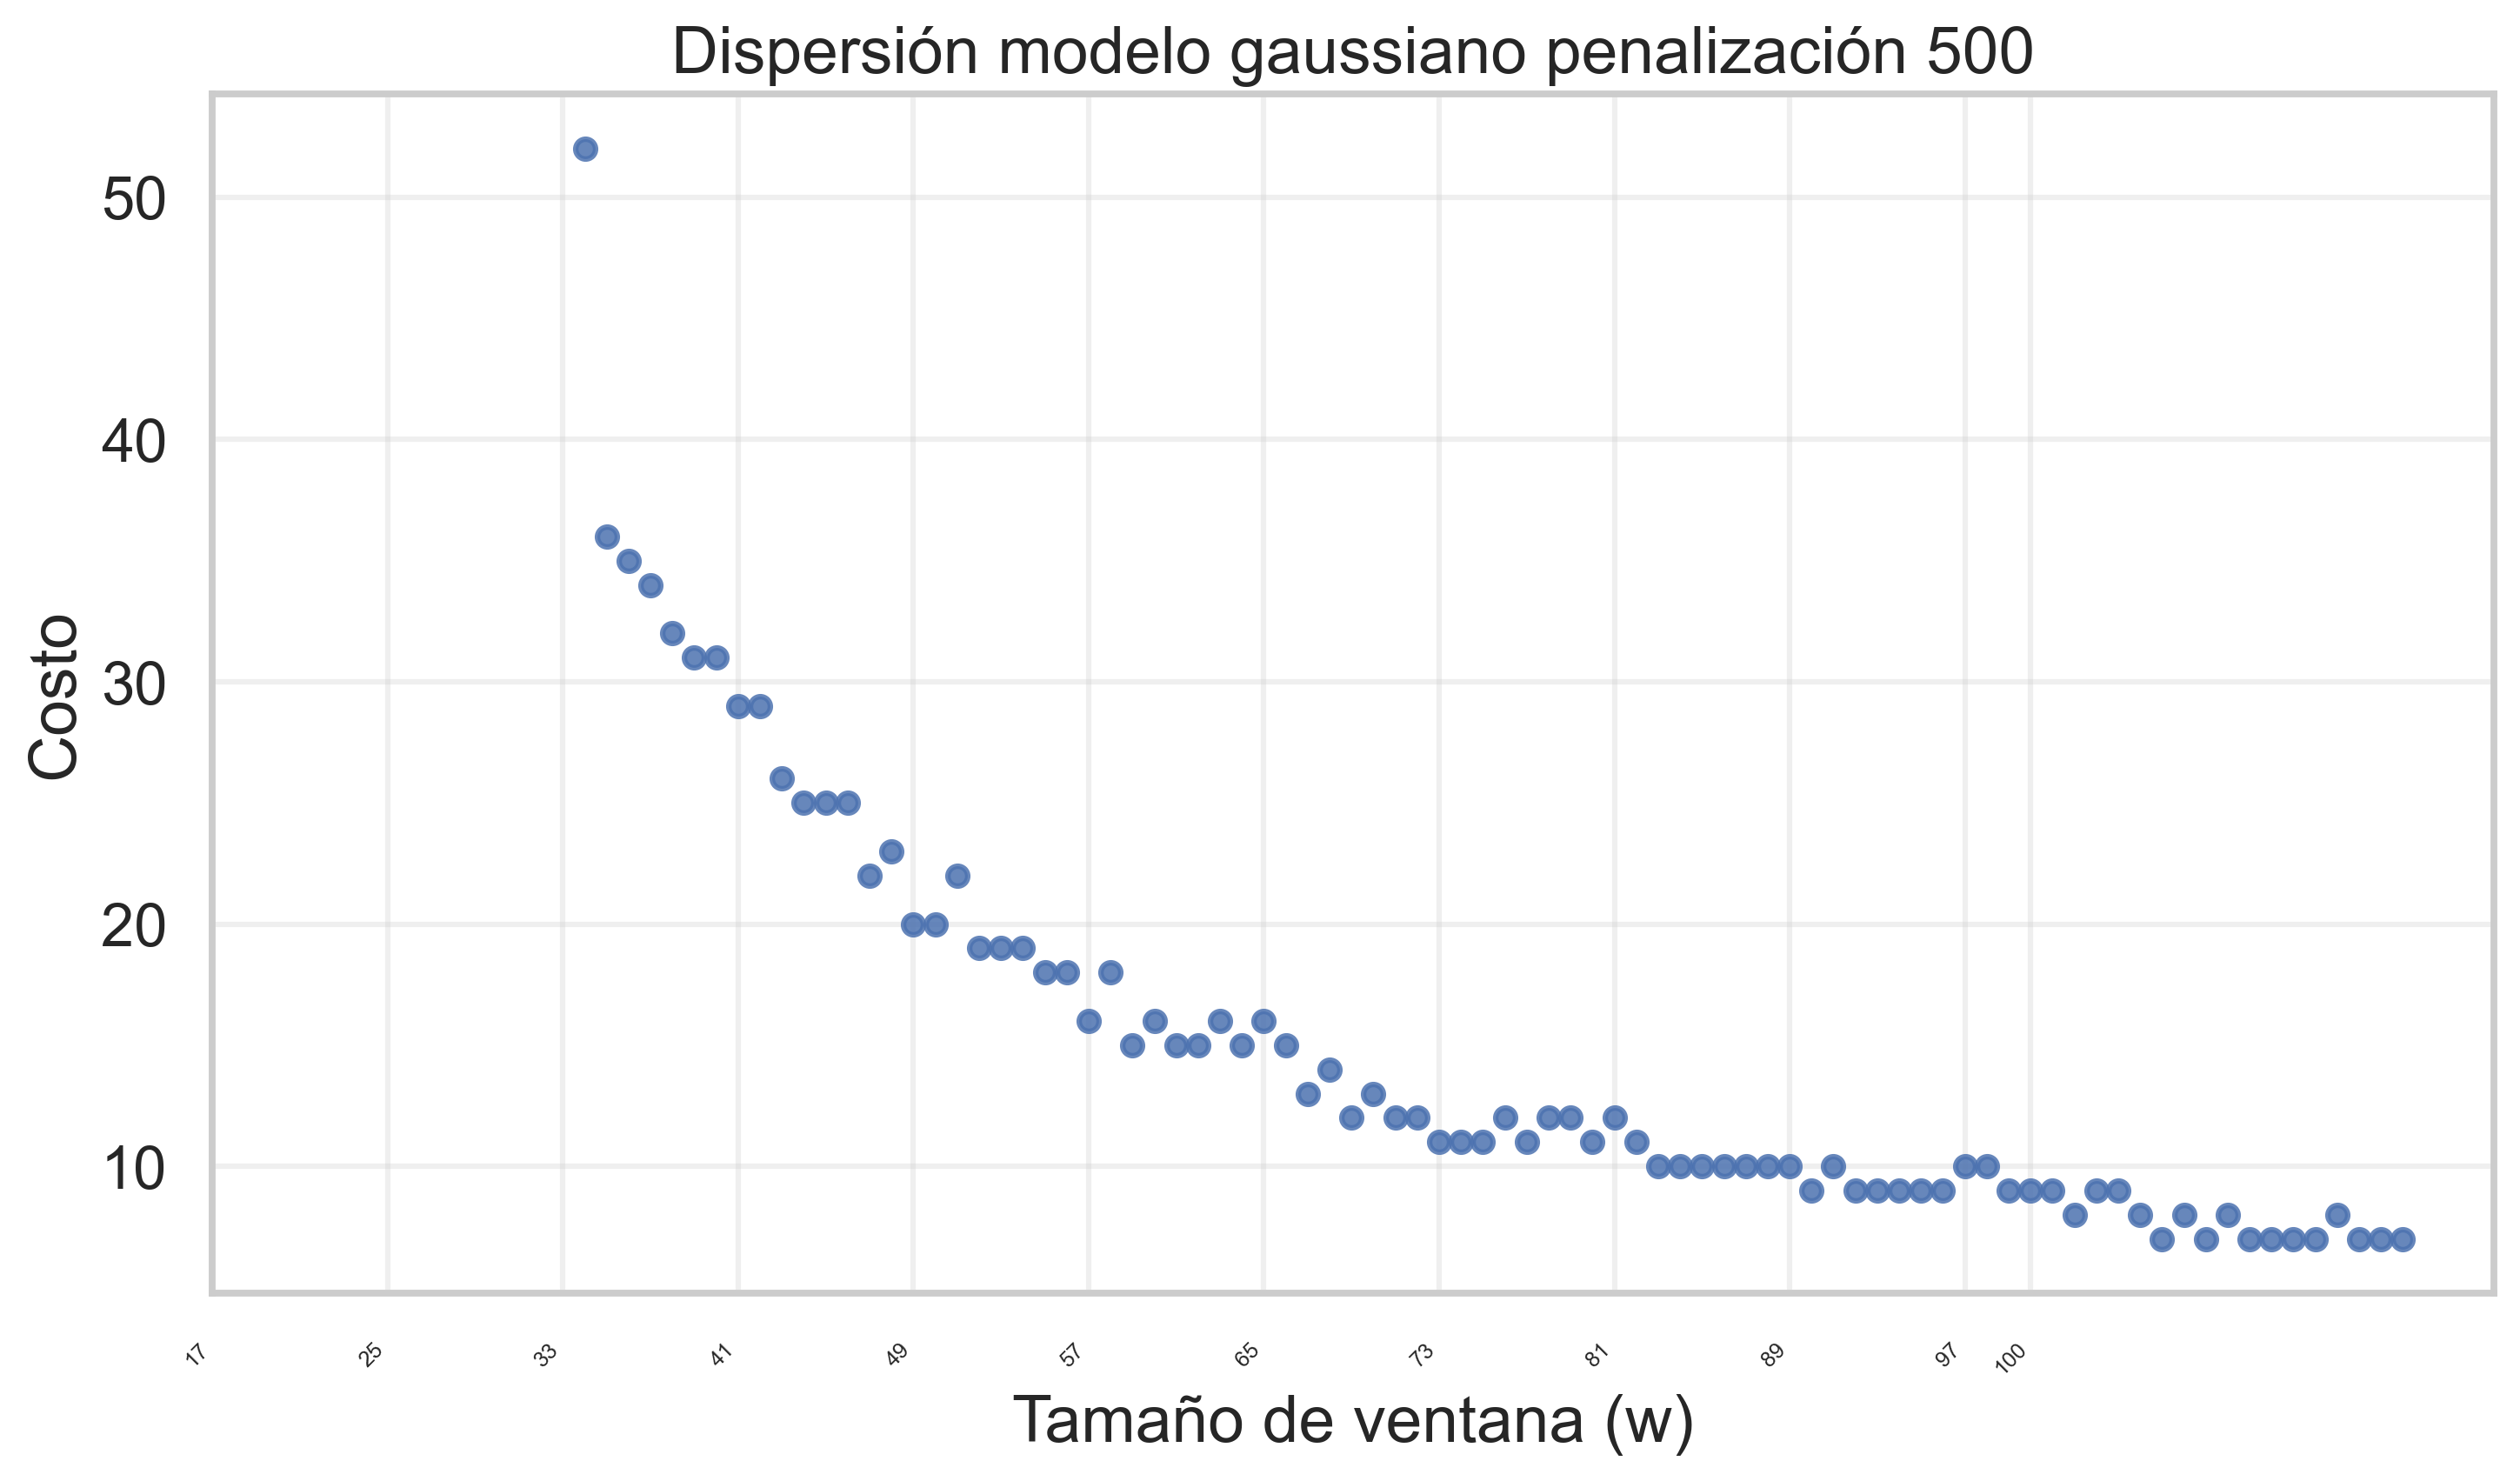 Dispersión modelo gaussiano penalización 500
Costo
50
40
30
20
10
17 25 33 41 49 57 65 73 81 89 97 100
Tamaño de ventana (w)